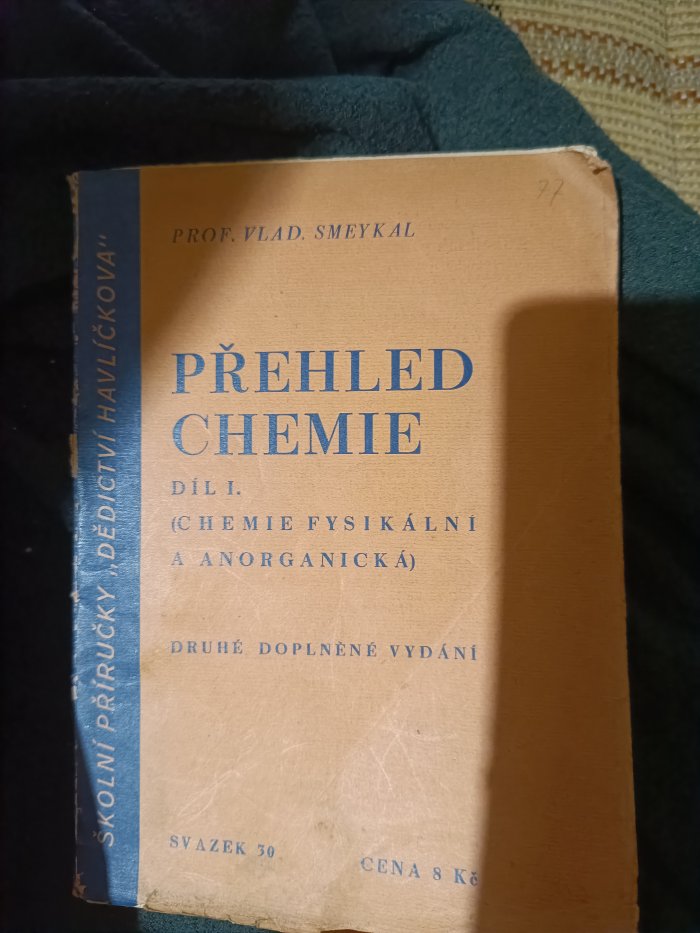 77
PROF. VLAD. SMEYKAL
PŘEHLED
CHEMIE
DÍL I.
(CHEMIE FYSIKÁLNÍ
A ANORGANICKÁ)
DRUHÉ DOPLNĚNÉ VYDÁNÍ
SVAZEK 30
CENA 8 Kč
ŠKOLNÍ PŘÍRUČKY „DĚDICTVÍ HAVLÍČKOVA"